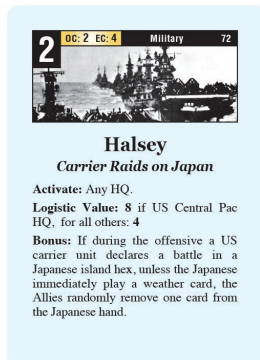 2
OC: 2 EC: 4
Military 72
Halsey
Carrier Raids on Japan
Activate: Any HQ.
Logistic Value: 8 if US Central Pac
HQ, for all others: 4
Bonus: If during the offensive a US
carrier unit declares a battle in a
Japanese island hex, unless the Japanese
immediately play a weather card, the
Allies randomly remove one card from
the Japanese hand.